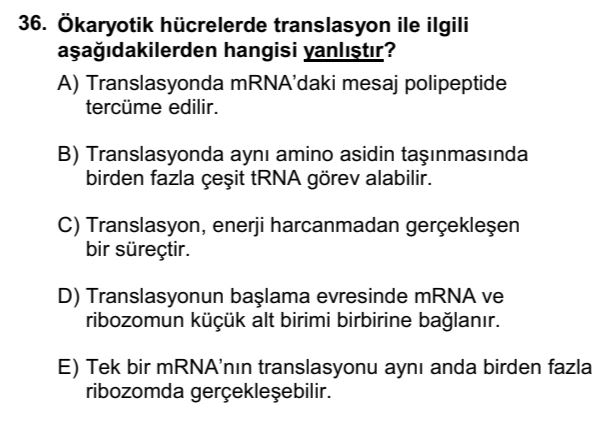 36. Ökaryotik hücrelerde translasyon ile ilgili
aşağıdakilerden hangisi yanlıştır?
A) Translasyonda mRNA’daki mesaj polipeptide
tercüme edilir.
B) Translasyonda aynı amino asidin taşınmasında
birden fazla çeşit tRNA görev alabilir.
C) Translasyon, enerji harcanmadan gerçekleşen
bir süreçtir.
D) Translasyonun başlama evresinde mRNA ve
ribozomun küçük alt birimi birbirine bağlanır.
E) Tek bir mRNA’nın translasyonu aynı anda birden fazla
ribozomda gerçekleşebilir.